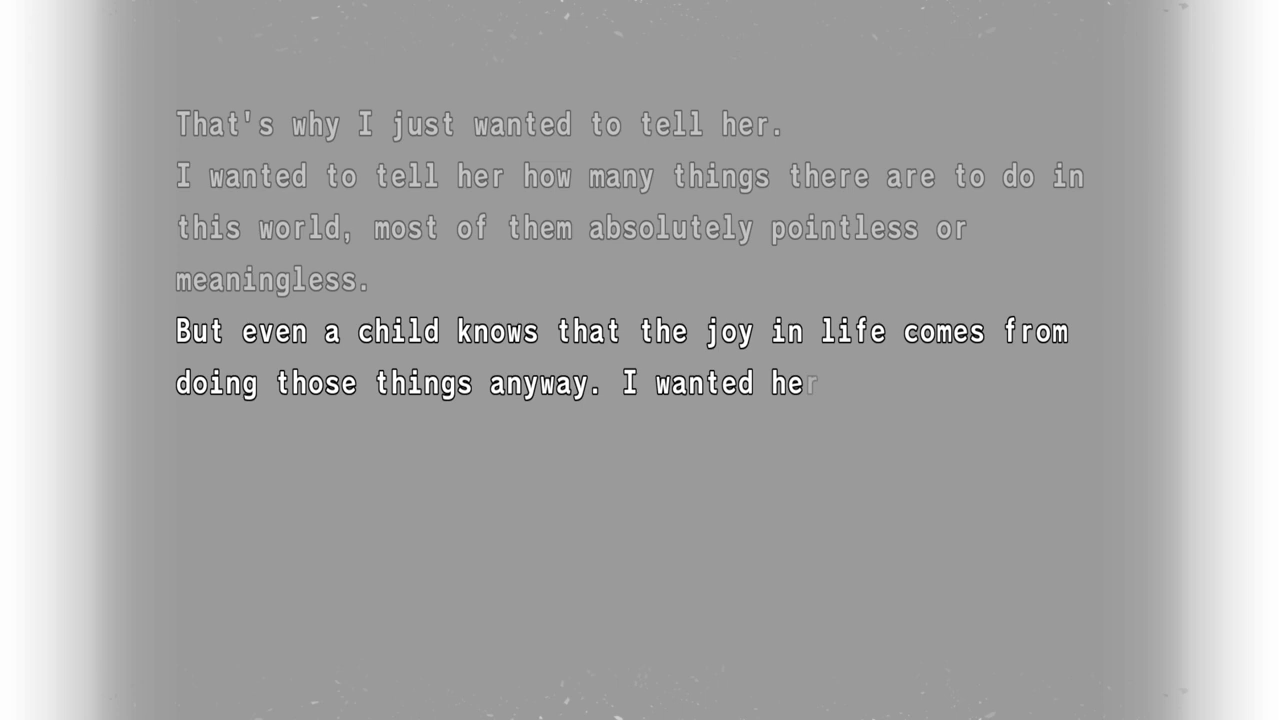 That's why I just wanted to tell her.
I wanted to tell her how many things there are to do in
this world, most of them absolutely pointless or
meaningless.
But even a child knows that the joy in life comes from
doing those things anyway. I wanted her